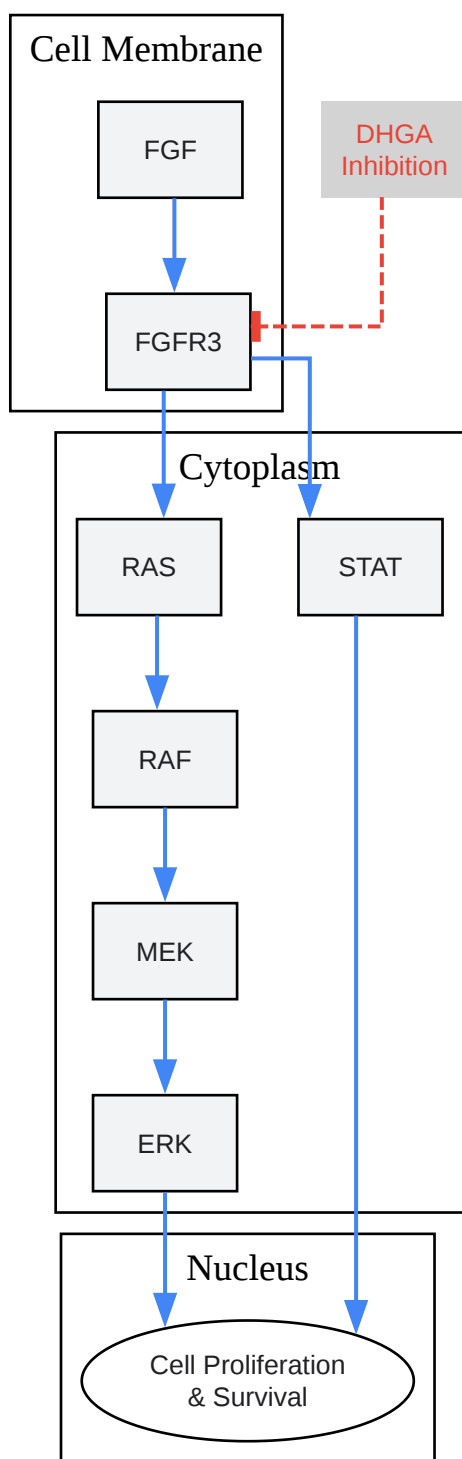 Cell Membrane
FGF
DHGA
Inhibition
FGFR3
Cytoplasm
RAS
STAT
RAF
MEK
ERK
Nucleus
Cell Proliferation
& Survival